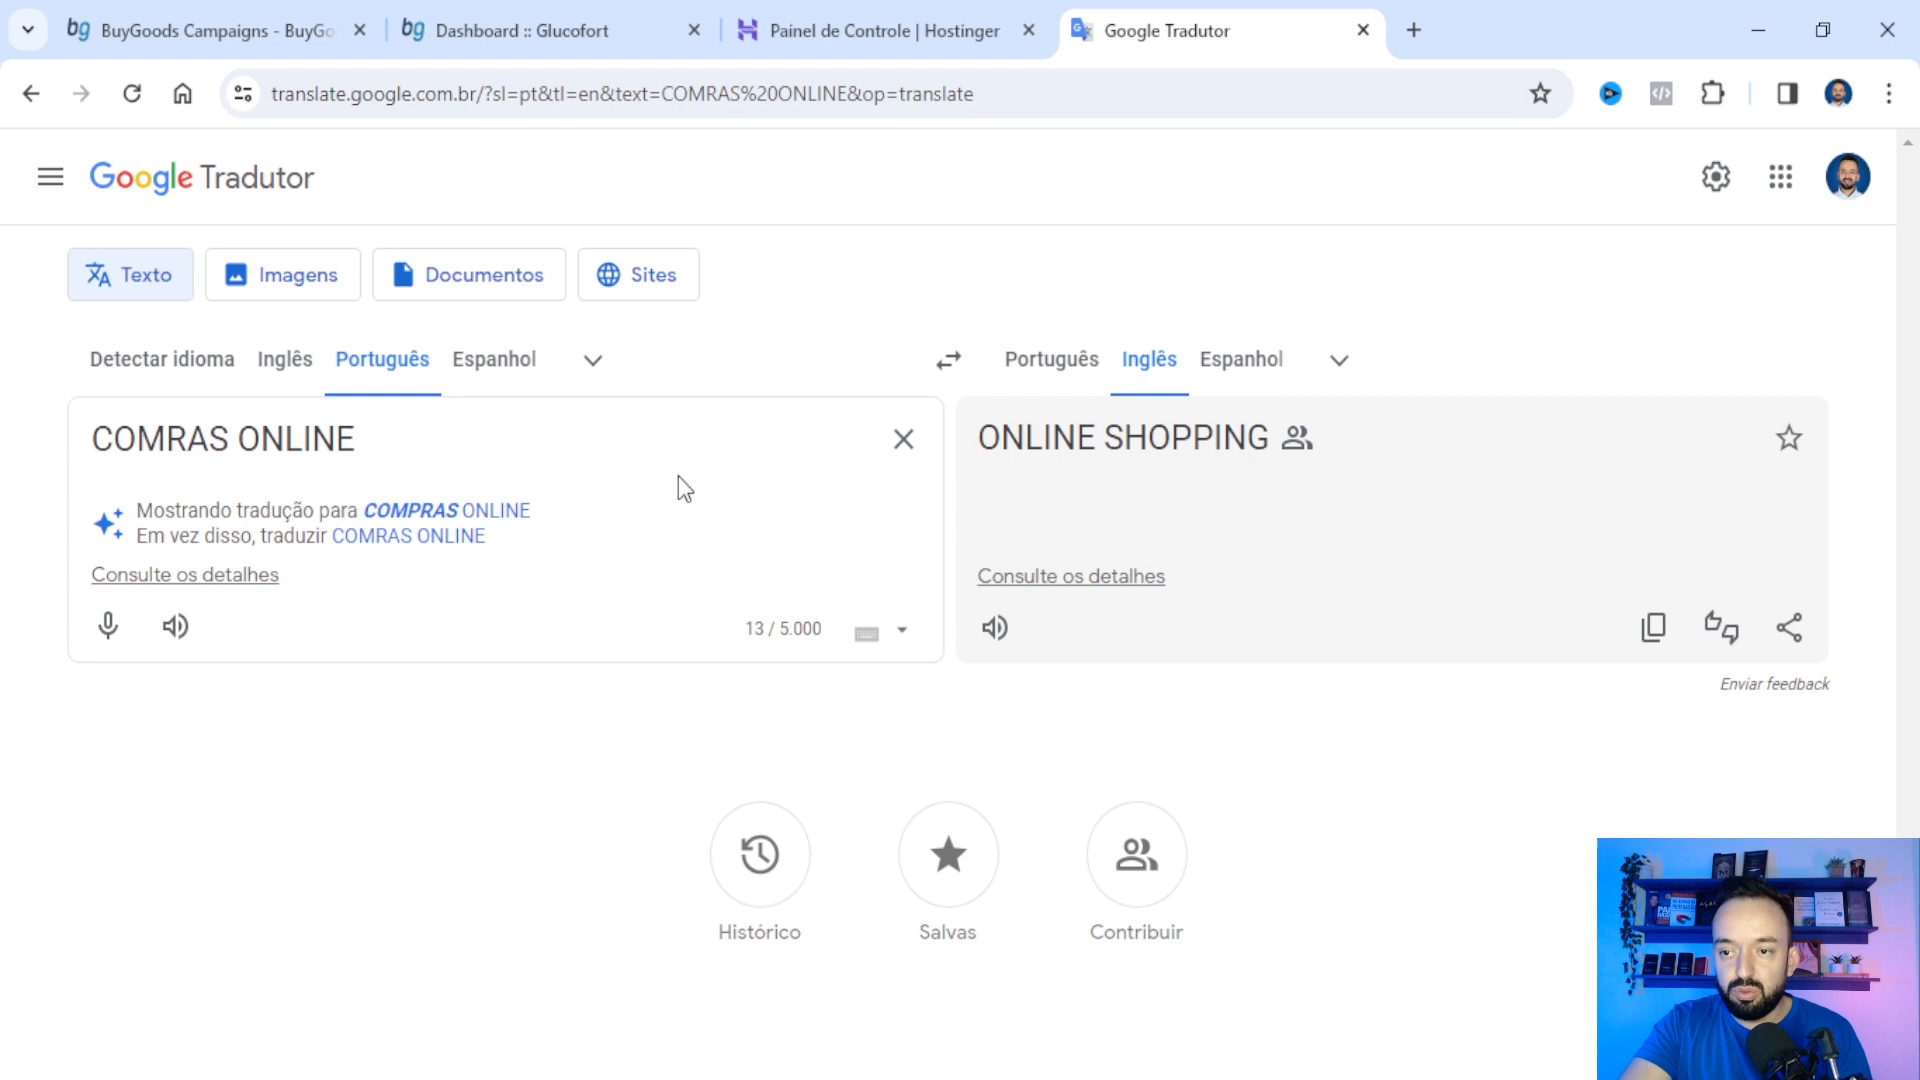 BuyGoods Campaigns - BuyGo
Dashboard :: Glucofort
Painel de Controle | Hostinger
Google Tradutor
translate.google.com.br/?sl=pt&tl=en&text=COMRAS%20ONLINE&op=translate
Google Tradutor
Texto
Imagens
Documentos
Sites
Detectar idioma Inglês Português Espanhol
Português Inglês Espanhol
COMRAS ONLINE
ONLINE SHOPPING
Mostrando tradução para COMPRAS ONLINE
Em vez disso, traduzir COMRAS ONLINE
Consulte os detalhes
Consulte os detalhes
13 / 5.000
Enviar feedback
Histórico
Salvas
Contribuir